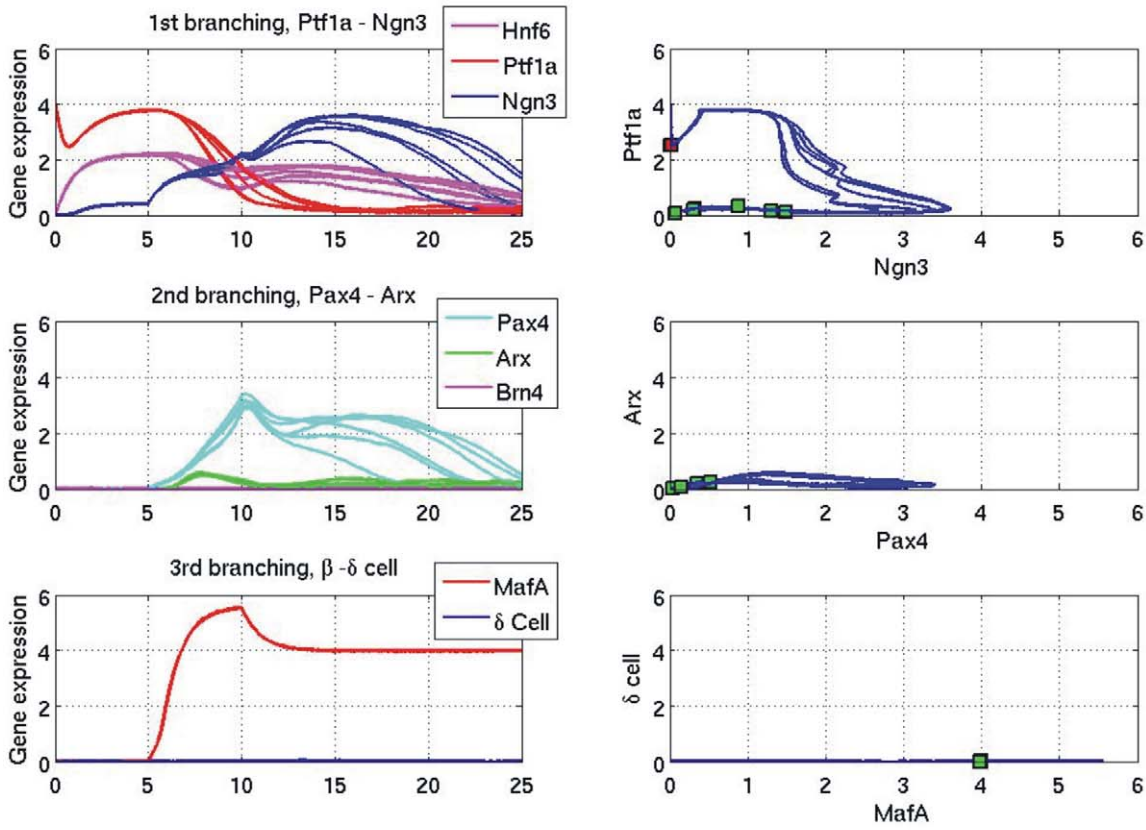 1st branching, Ptf1a - Ngn3
Hnf6
Ptf1a
Ngn3
Gene expression
6
4
2
0
0 5 10 15 20 25
Ptf1a
6
4
2
0
0 1 2 3 4 5 6
Ngn3
2nd branching, Pax4 - Arx
Pax4
Arx
Brn4
Gene expression
6
4
2
0
0 5 10 15 20 25
Arx
6
4
2
0
0 1 2 3 4 5 6
Pax4
3rd branching, β -δ cell
MafA
δ Cell
Gene expression
6
4
2
0
0 5 10 15 20 25
δ cell
6
4
2
0
0 1 2 3 4 5 6
MafA